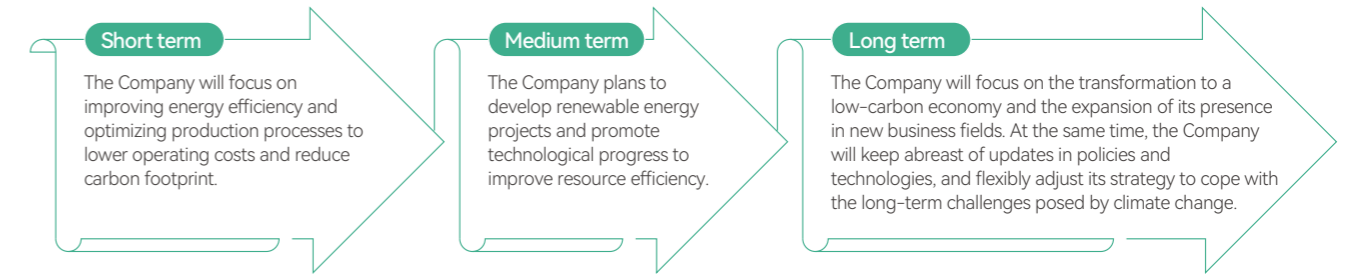 Short term
The Company will focus on
improving energy efficiency and
optimizing production processes to
lower operating costs and reduce
carbon footprint.
Medium term
The Company plans to
develop renewable energy
projects and promote
technological progress to
improve resource efficiency.
Long term
The Company will focus on the transformation to a
low-carbon economy and the expansion of its presence
in new business fields. At the same time, the Company
will keep abreast of updates in policies and
technologies, and flexibly adjust its strategy to cope with
the long-term challenges posed by climate change.